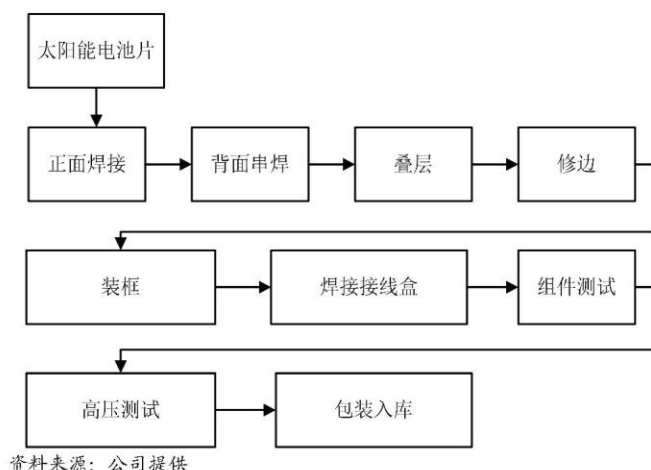 太阳能电池片
正面焊接
背面串焊
叠层
修边
装框
焊接接线盒
组件测试
高压测试
包装入库
资料来源：公司提供